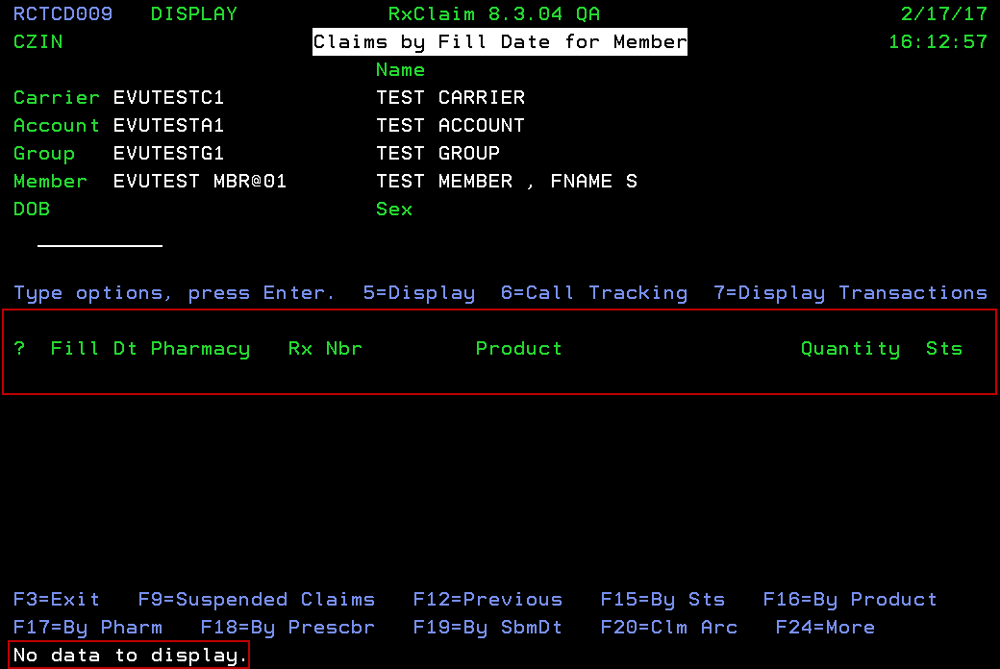 RCTCD009 DISPLAY RxClaim 8.3.04 QA 2/17/17
CZIN Claims by Fill Date for Member 16:12:57
Name
Carrier EVUTESTC1 TEST CARRIER
Account EVUTESTA1 TEST ACCOUNT
Group EVUTESTG1 TEST GROUP
Member EVUTEST MBR@01 TEST MEMBER , FNAME S
DOB Sex
Type options, press Enter. 5=Display 6=Call Tracking 7=Display Transactions
? Fill Dt Pharmacy Rx Nbr Product Quantity Sts
F3=Exit F9=Suspended Claims F12=Previous F15=By Sts F16=By Product
F17=By Pharm F18=By Prescbr F19=By SbmDt F20=Clm Arc F24=More
No data to display.